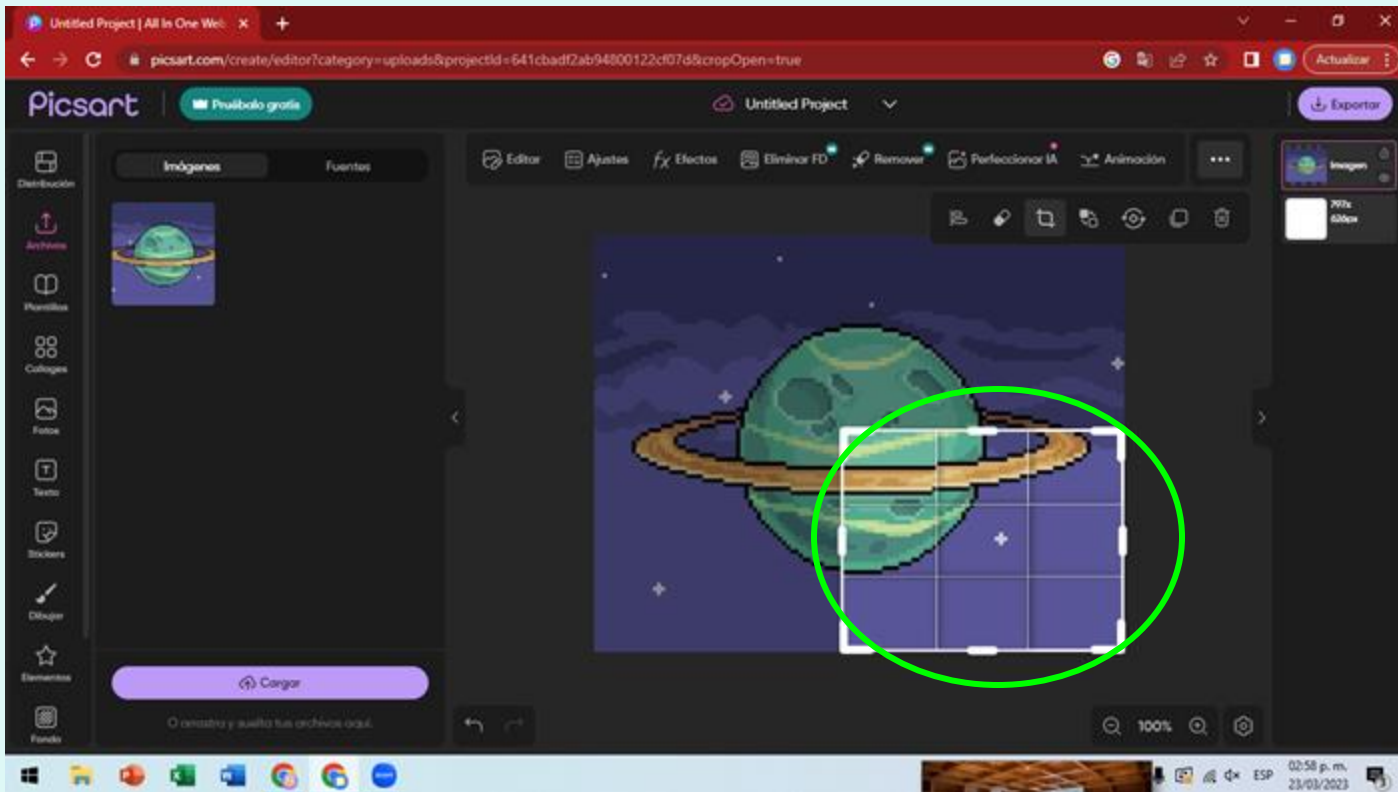 Untitled Project | All In One Web
picsart.com/create/editor?category=uploads&projectId=641cbadf2ab94800122cf07d&cropOpen=true
Actualizar
Picsart
Pruébalo gratis
Untitled Project
Exportar
Distribución
Archivos
Plantillas
Collages
Fotos
Texto
Stickers
Dibujar
Elementos
Fondo
Imágenes
Fuentes
Cargar
O arrastra y suelta tus archivos aquí.
Editor
Ajustes
fx Efectos
Eliminar FD
Remover
Perfeccionar IA
Animación
Imagen
797x
626px
100%
ESP
02:58 p. m.
23/03/2023